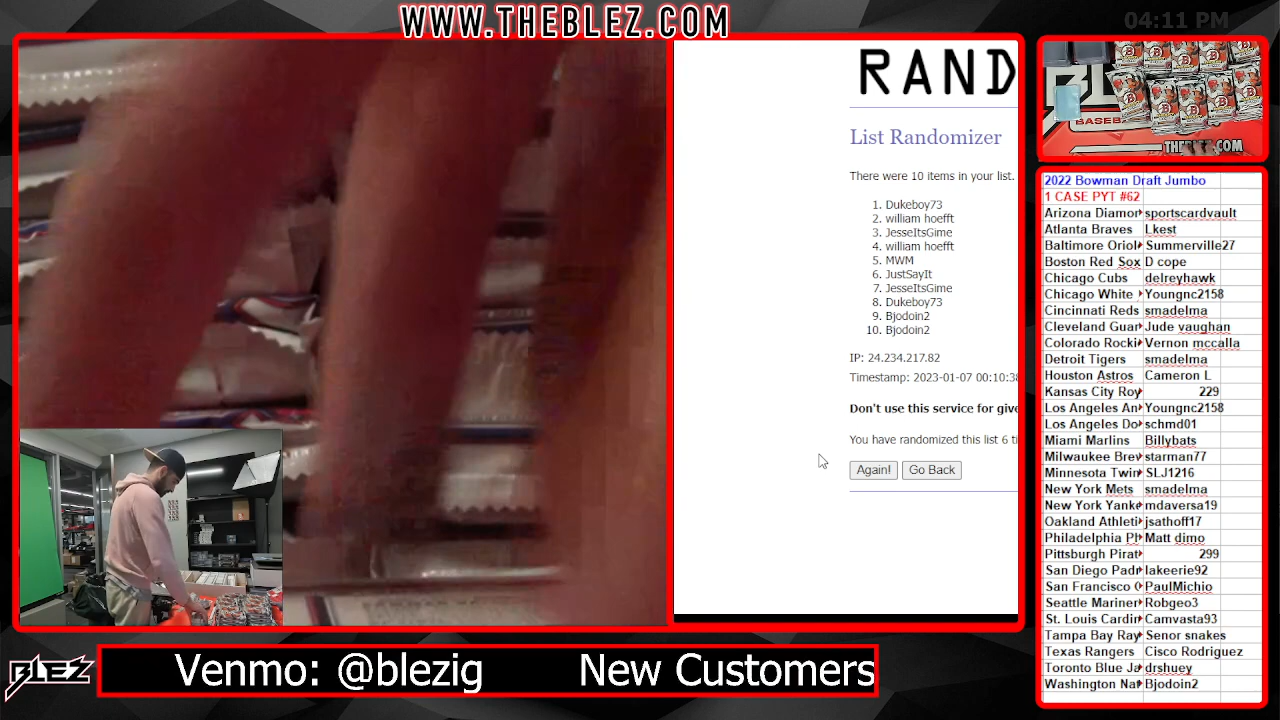 WWW.THEBLEZ.COM
04:11 PM
RAND
List Randomizer
There were 10 items in your list.
1. Dukeboy73
2. william hoefft
3. JesseItsGime
4. william hoefft
5. MWM
6. JustSayIt
7. JesseItsGime
8. Dukeboy73
9. Bjodoin2
10. Bjodoin2
IP: 24.234.217.82
Timestamp: 2023-01-07 00:10:38
Don't use this service for give
You have randomized this list 6 ti
Again! Go Back
BASEB
THEBLEZ.COM
2022 Bowman Draft Jumbo
1 CASE PYT #62
Arizona Diamor sportscardvault
Atlanta Braves Lkest
Baltimore Oriol Summerville27
Boston Red Sox D cope
Chicago Cubs delreyhawk
Chicago White Youngnc2158
Cincinnati Reds smadelma
Cleveland Guar Jude vaughan
Colorado Rocki Vernon mccalla
Detroit Tigers smadelma
Houston Astros Cameron L
Kansas City Roy 229
Los Angeles An Youngnc2158
Los Angeles Do schmd01
Miami Marlins Billybats
Milwaukee Brev starman77
Minnesota Twin SLJ1216
New York Mets smadelma
New York Yanke mdaversa19
Oakland Athleti jsathoff17
Philadelphia Ph Matt dimo
Pittsburgh Pirat 299
San Diego Padr lakeerie92
San Francisco G PaulMichio
Seattle Mariner Robgeo3
St. Louis Cardin Camvasta93
Tampa Bay Ray Senor snakes
Texas Rangers Cisco Rodriguez
Toronto Blue Ja drshuey
Washington Nat Bjodoin2
BLEZ
Venmo: @blezig New Customers